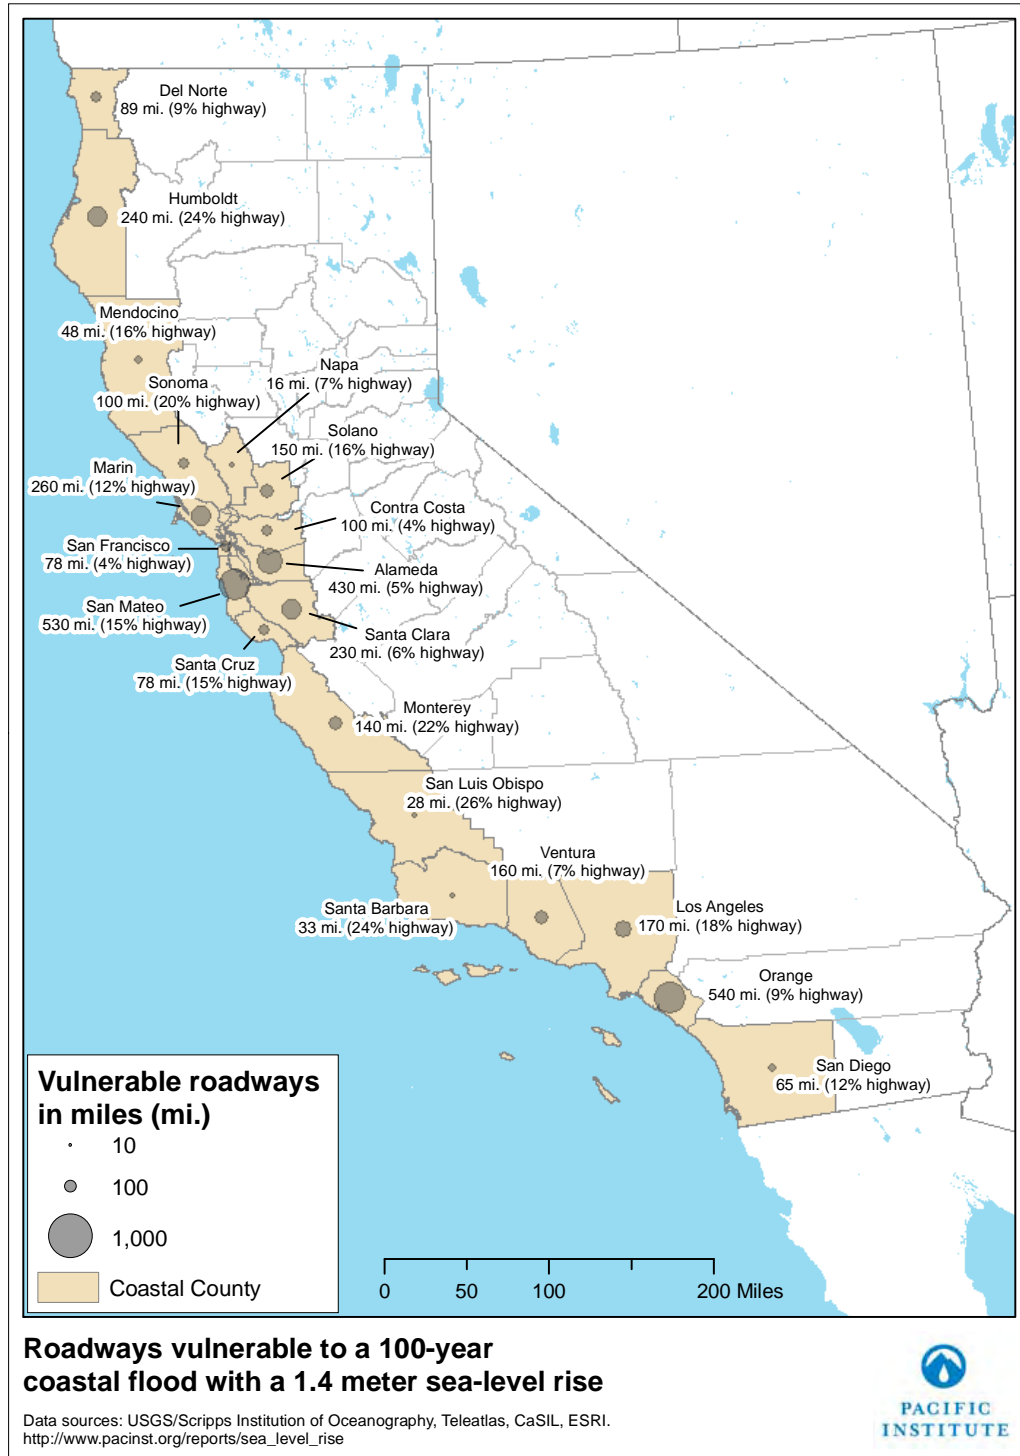 Del Norte
89 mi. (9% highway)
Humboldt
240 mi. (24% highway)
Mendocino
48 mi. (16% highway)
Napa
16 mi. (7% highway)
Sonoma
100 mi. (20% highway)
Solano
150 mi. (16% highway)
Marin
260 mi. (12% highway)
Contra Costa
100 mi. (4% highway)
San Francisco
78 mi. (4% highway)
Alameda
430 mi. (5% highway)
San Mateo
530 mi. (15% highway)
Santa Clara
230 mi. (6% highway)
Santa Cruz
78 mi. (15% highway)
Monterey
140 mi. (22% highway)
San Luis Obispo
28 mi. (26% highway)
Ventura
160 mi. (7% highway)
Santa Barbara
33 mi. (24% highway)
Los Angeles
170 mi. (18% highway)
Orange
540 mi. (9% highway)
San Diego
65 mi. (12% highway)
Vulnerable roadways
in miles (mi.)
10
100
1,000
Coastal County
0 50 100 200 Miles
Roadways vulnerable to a 100-year
coastal flood with a 1.4 meter sea-level rise
Data sources: USGS/Scripps Institution of Oceanography, Teleatlas, CaSIL, ESRI.
http://www.pacinst.org/reports/sea_level_rise
PACIFIC
INSTITUTE